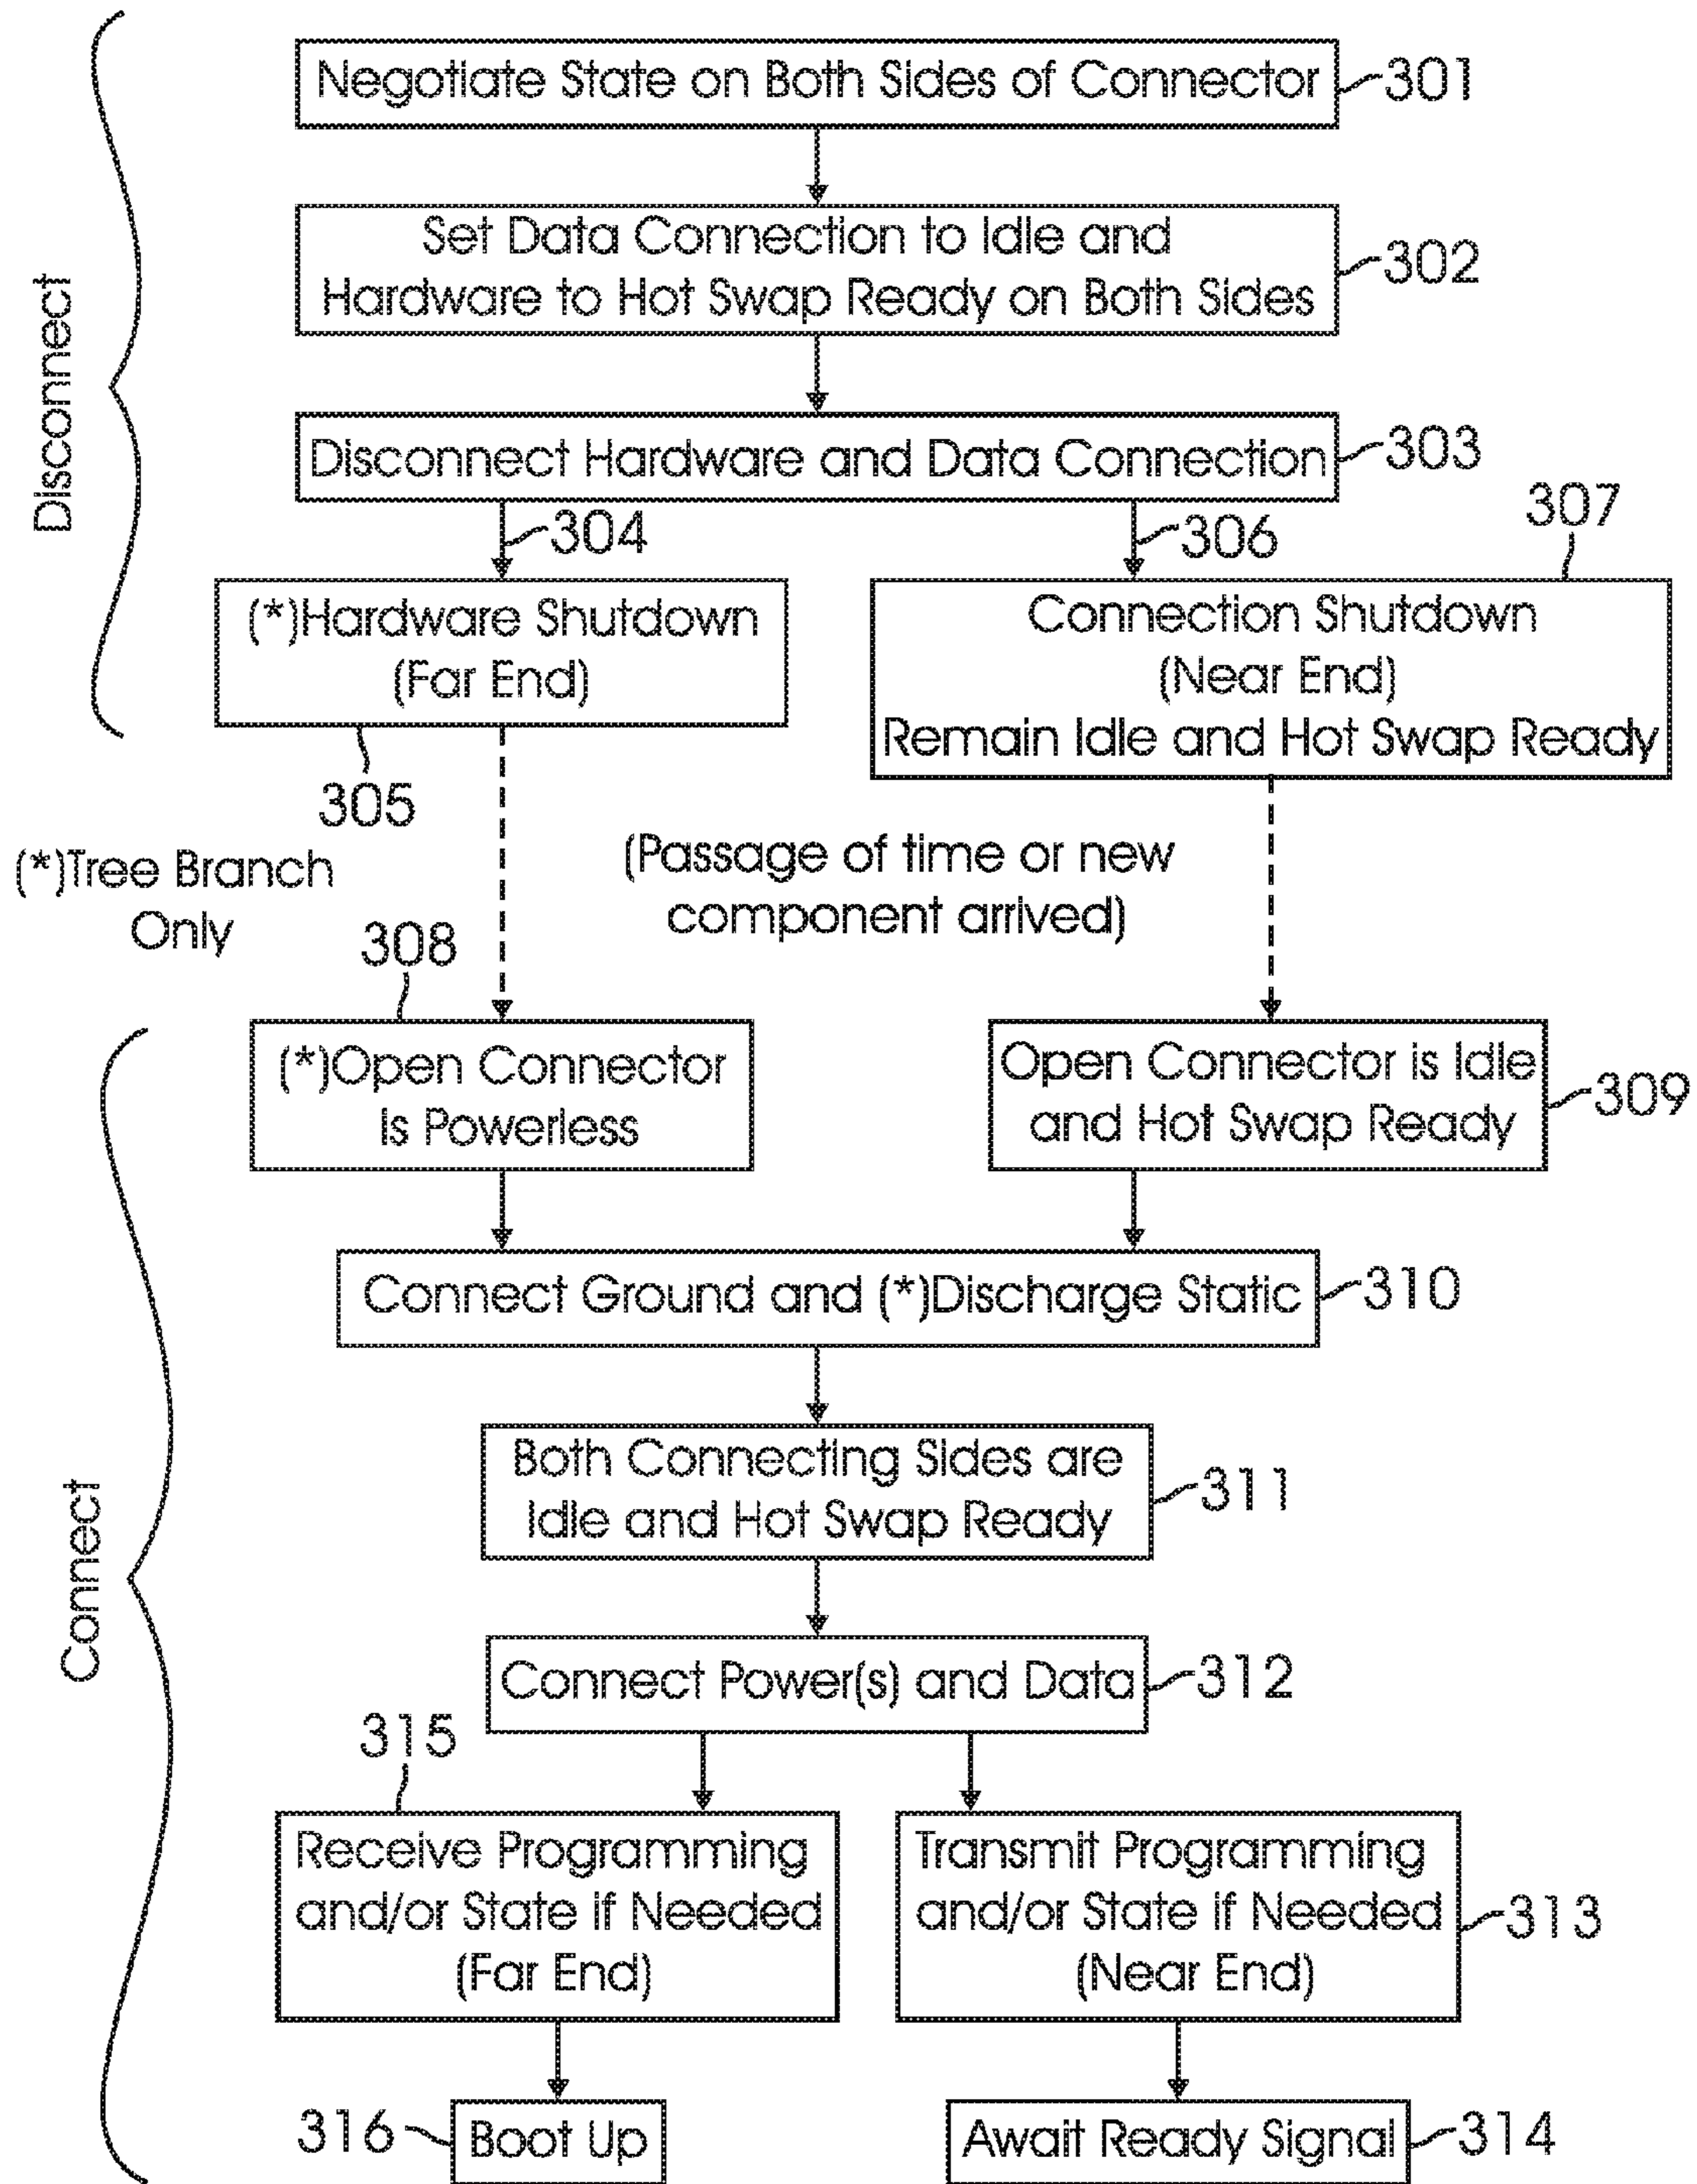 Disconnect
Negotiate State on Both Sides of Connector
301
Set Data Connection to Idle and
Hardware to Hot Swap Ready on Both Sides
302
Disconnect Hardware and Data Connection
303
304
306
307
(*)Hardware Shutdown
(Far End)
305
Connection Shutdown
(Near End)
Remain Idle and Hot Swap Ready
(*)Tree Branch
Only
(Passage of time or new
component arrived)
308
Connect
(*)Open Connector
Is Powerless
Open Connector is Idle
and Hot Swap Ready
309
Connect Ground and (*)Discharge Static
310
Both Connecting Sides are
Idle and Hot Swap Ready
311
Connect Power(s) and Data
312
315
Receive Programming
and/or State if Needed
(Far End)
Transmit Programming
and/or State if Needed
(Near End)
313
316
Boot Up
Await Ready Signal
314